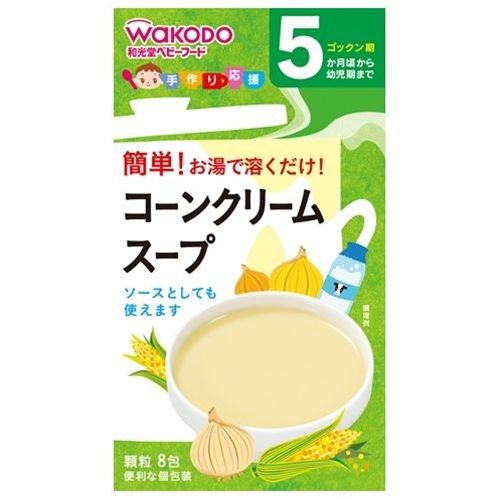 WAKODO
和光堂ベビーフード
手作り応援
5
ゴックン期
か月頃から
幼児期まで
簡単!お湯で溶くだけ!
コーンクリーム
スープ
ソースとしても
使えます
調理例
顆粒 8包
便利な個包装